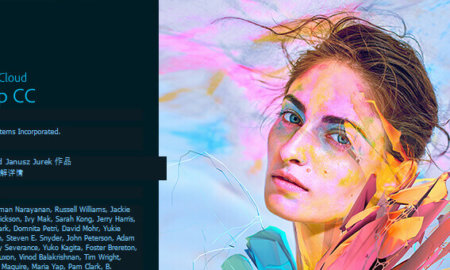 Cloud
p CC
tems Incorporated.
d Janusz Jurek 作品
解详情
man Narayanan, Russell Williams, Jackie
ickson, Ivy Mak, Sarah Kong, Jerry Harris,
ark, Domnita Petri, David Mohr, Yukie
n, Steven E. Snyder, John Peterson, Adam
y Severance, Yuko Kagita, Foster Brereton,
uxon, Vinod Balakrishnan, Tim Wright,
Maguire, Maria Yap, Pam Clark, B.